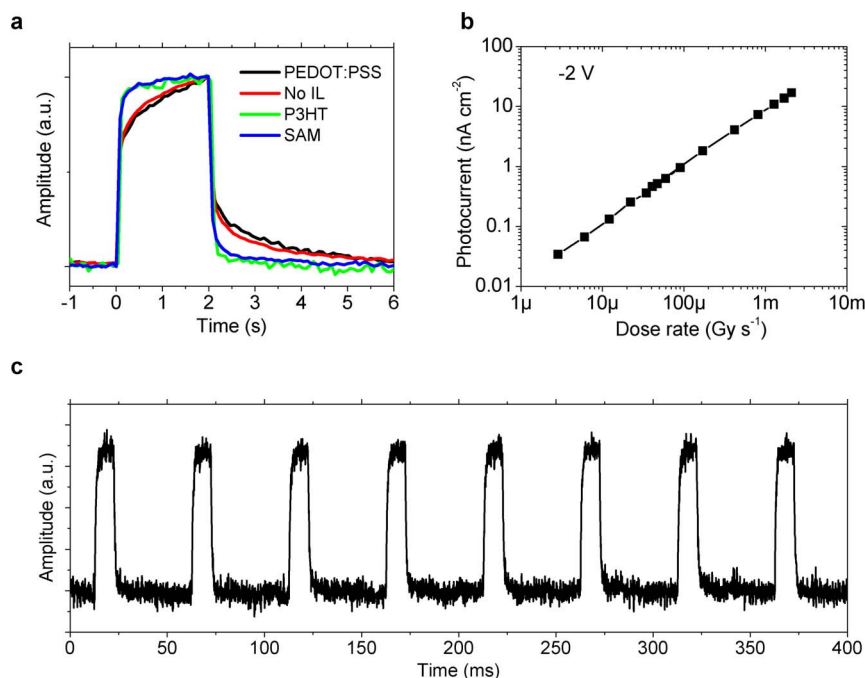 a
Amplitude (a.u.)
PEDOT:PSS
No IL
P3HT
SAM
-1 0 1 2 3 4 5 6
Time (s)
b
Photocurrent (nA cm⁻²)
100
10
1
0.1
0.01
-2 V
1µ 10µ 100µ 1m 10m
Dose rate (Gy s⁻¹)
c
Amplitude (a.u.)
0 50 100 150 200 250 300 350 400
Time (ms)